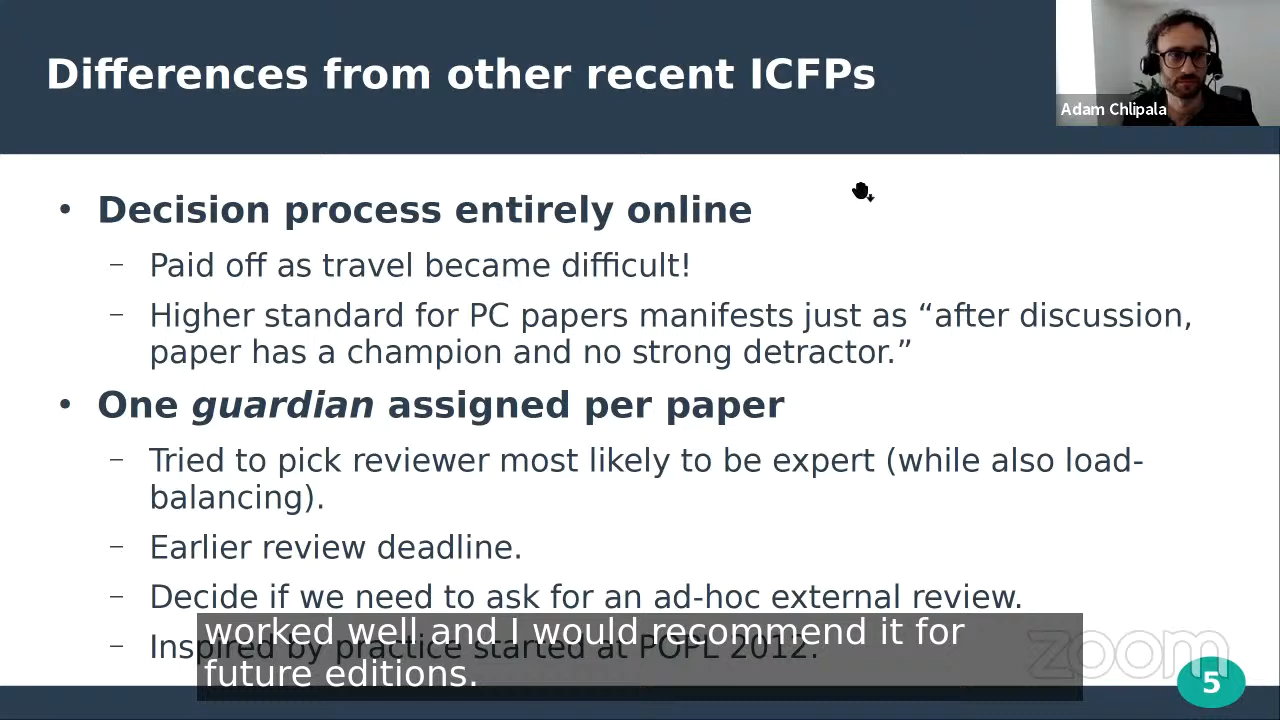 Differences from other recent ICFPs
Adam Chlipala
• Decision process entirely online
– Paid off as travel became difficult!
– Higher standard for PC papers manifests just as “after discussion,
paper has a champion and no strong detractor.”
• One guardian assigned per paper
– Tried to pick reviewer most likely to be expert (while also load-
balancing).
– Earlier review deadline.
– Decide if we need to ask for an ad-hoc external review.
– Inspired by practice started at POPL 2012.
worked well and I would recommend it for
future editions.
zoom
5